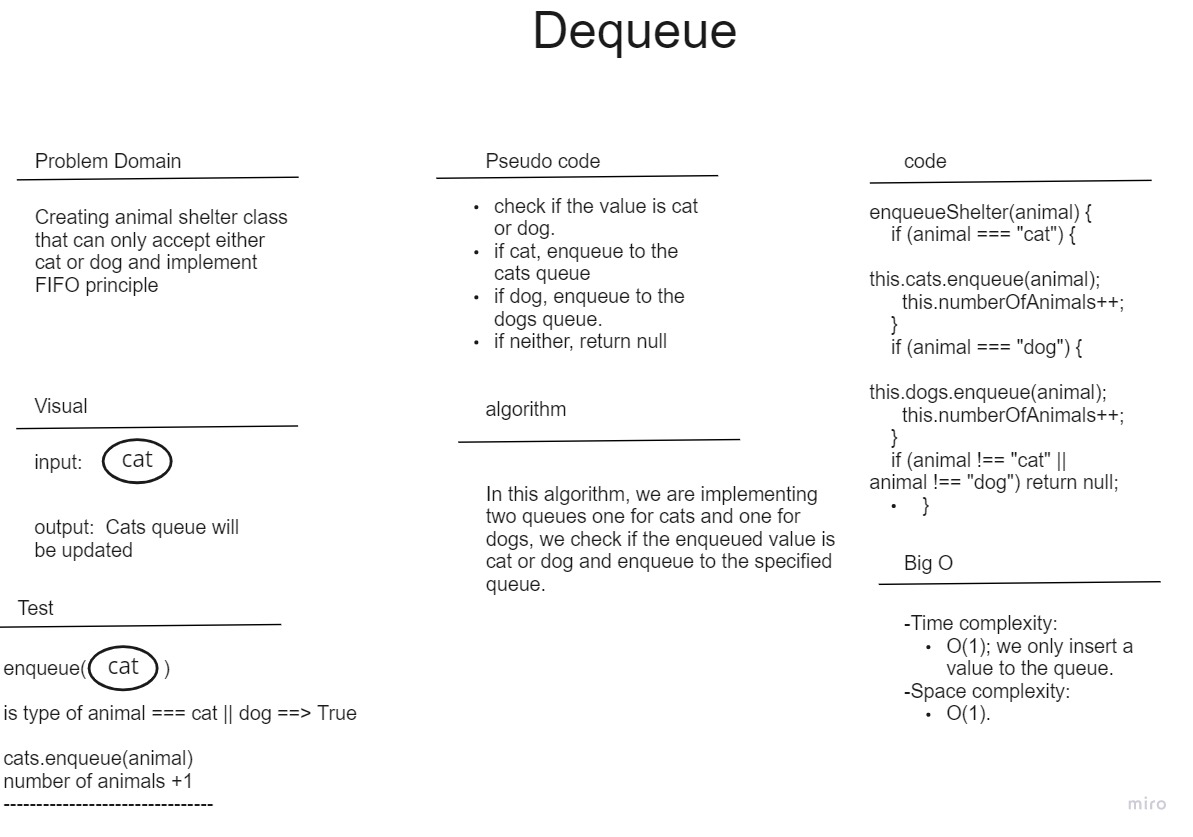 Dequeue
Problem Domain
Creating animal shelter class
that can only accept either
cat or dog and implement
FIFO principle
Visual
input: cat
output: Cats queue will
be updated
Test
enqueue( cat )
is type of animal === cat || dog ==> True
cats.enqueue(animal)
number of animals +1
--------------------------------
Pseudo code
• check if the value is cat
or dog.
• if cat, enqueue to the
cats queue
• if dog, enqueue to the
dogs queue.
• if neither, return null
algorithm
In this algorithm, we are implementing
two queues one for cats and one for
dogs, we check if the enqueued value is
cat or dog and enqueue to the specified
queue.
code
enqueueShelter(animal) {
if (animal === "cat") {
this.cats.enqueue(animal);
this.numberOfAnimals++;
}
if (animal === "dog") {
this.dogs.enqueue(animal);
this.numberOfAnimals++;
}
if (animal !== "cat" ||
animal !== "dog") return null;
• }
Big O
-Time complexity:
• O(1); we only insert a
value to the queue.
-Space complexity:
• O(1).
miro